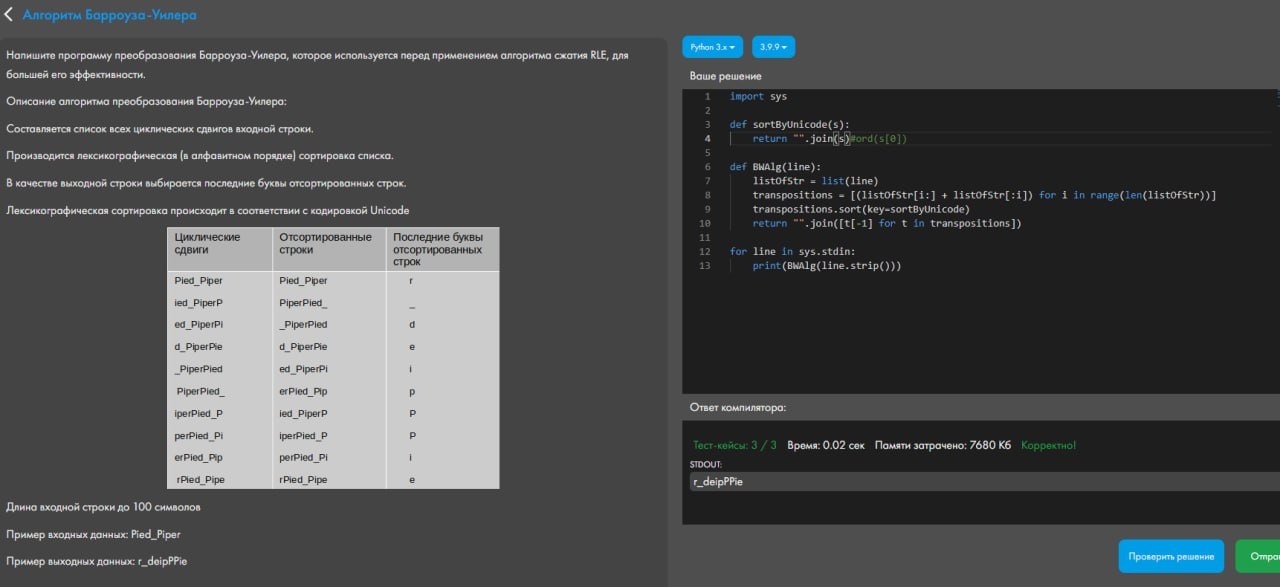 Алгоритм Барроуза-Уилера
Напишите программу преобразования Барроуза-Уилера, которое используется перед применением алгоритма сжатия RLE, для
большей его эффективности.
Описание алгоритма преобразования Барроуза-Уилера:
Составляется список всех циклических сдвигов входной строки.
Производится лексикографическая (в алфавитном порядке) сортировка списка.
В качестве выходной строки выбирается последние буквы отсортированных строк.
Лексикографическая сортировка происходит в соответствии с кодировкой Unicode
Циклические сдвиги | Отсортированные строки | Последние буквы отсортированных строк
Pied_Piper Pied_Piper r
ied_PiperP PiperPied_ _
ed_PiperPi _PiperPied d
d_PiperPie d_PiperPie e
_PiperPied ed_PiperPi i
PiperPied_ erPied_Pip p
iperPied_P ied_PiperP P
perPied_Pi iperPied_P P
erPied_Pip perPied_Pi i
rPied_Pipe rPied_Pipe e
Длина входной строки до 100 символов
Пример входных данных: Pied_Piper
Пример выходных данных: r_deipPPie
Python 3.x 3.9.9
Ваше решение
1 import sys
2
3 def sortByUnicode(s):
4 return "".join(s)#ord(s[0])
5
6 def BWAlg(line):
7 listOfStr = list(line)
8 transpositions = [(listOfStr[i:] + listOfStr[:i]) for i in range(len(listOfStr))]
9 transpositions.sort(key=sortByUnicode)
10 return "".join([t[-1] for t in transpositions])
11
12 for line in sys.stdin:
13 print(BWAlg(line.strip()))
Ответ компилятора:
Тест-кейсы: 3 / 3 Время: 0.02 сек Памяти затрачено: 7680 Кб Корректно!
STDOUT:
r_deipPPie
Проверить решение Отпра